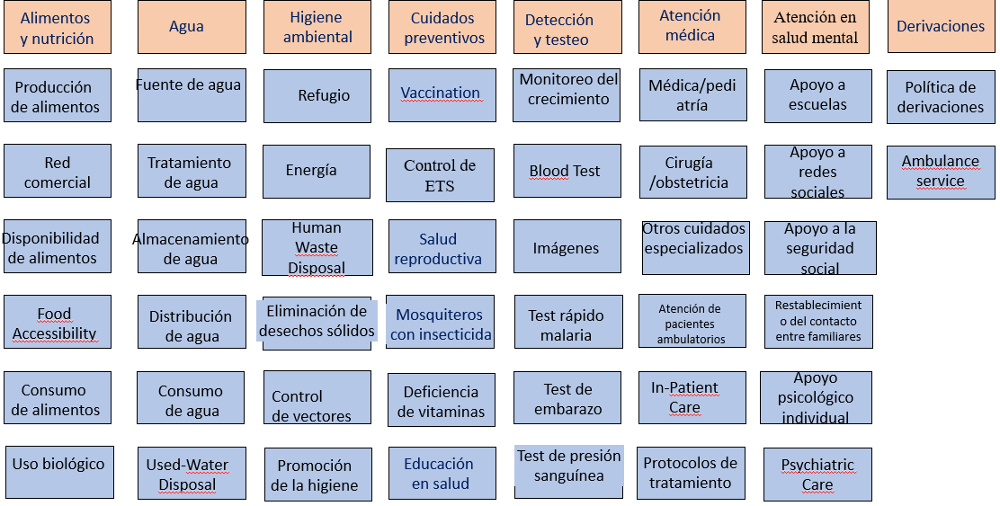 Alimentos
y nutrición
Agua
Higiene
ambiental
Cuidados
preventivos
Detección
y testeo
Atención
médica
Atención en
salud mental
Derivaciones
Producción
de alimentos
Fuente de agua
Refugio
Vaccination
Monitoreo del
crecimiento
Médica/pedi
atría
Apoyo a
escuelas
Política de
derivaciones
Red
comercial
Tratamiento
de agua
Energía
Control de
ETS
Blood Test
Cirugía
/obstetricia
Apoyo a
redes
sociales
Ambulance
service
Disponibilidad
de alimentos
Almacenamiento
de agua
Human
Waste
Disposal
Salud
reproductiva
Imágenes
Otros cuidados
especializados
Apoyo a la
seguridad
social
Food
Accessibility
Distribución
de agua
Eliminación de
desechos sólidos
Mosquiteros
con insecticida
Test rápido
malaria
Atención de
pacientes
ambulatorios
Restablecimient
o del contacto
entre familiares
Consumo
de alimentos
Consumo
de agua
Control
de vectores
Deficiencia
de vitaminas
Test de
embarazo
In-Patient
Care
Apoyo
psicológico
individual
Uso biológico
Used-Water
Disposal
Promoción
de la higiene
Educación
en salud
Test de presión
sanguínea
Protocolos de
tratamiento
Psychiatric
Care